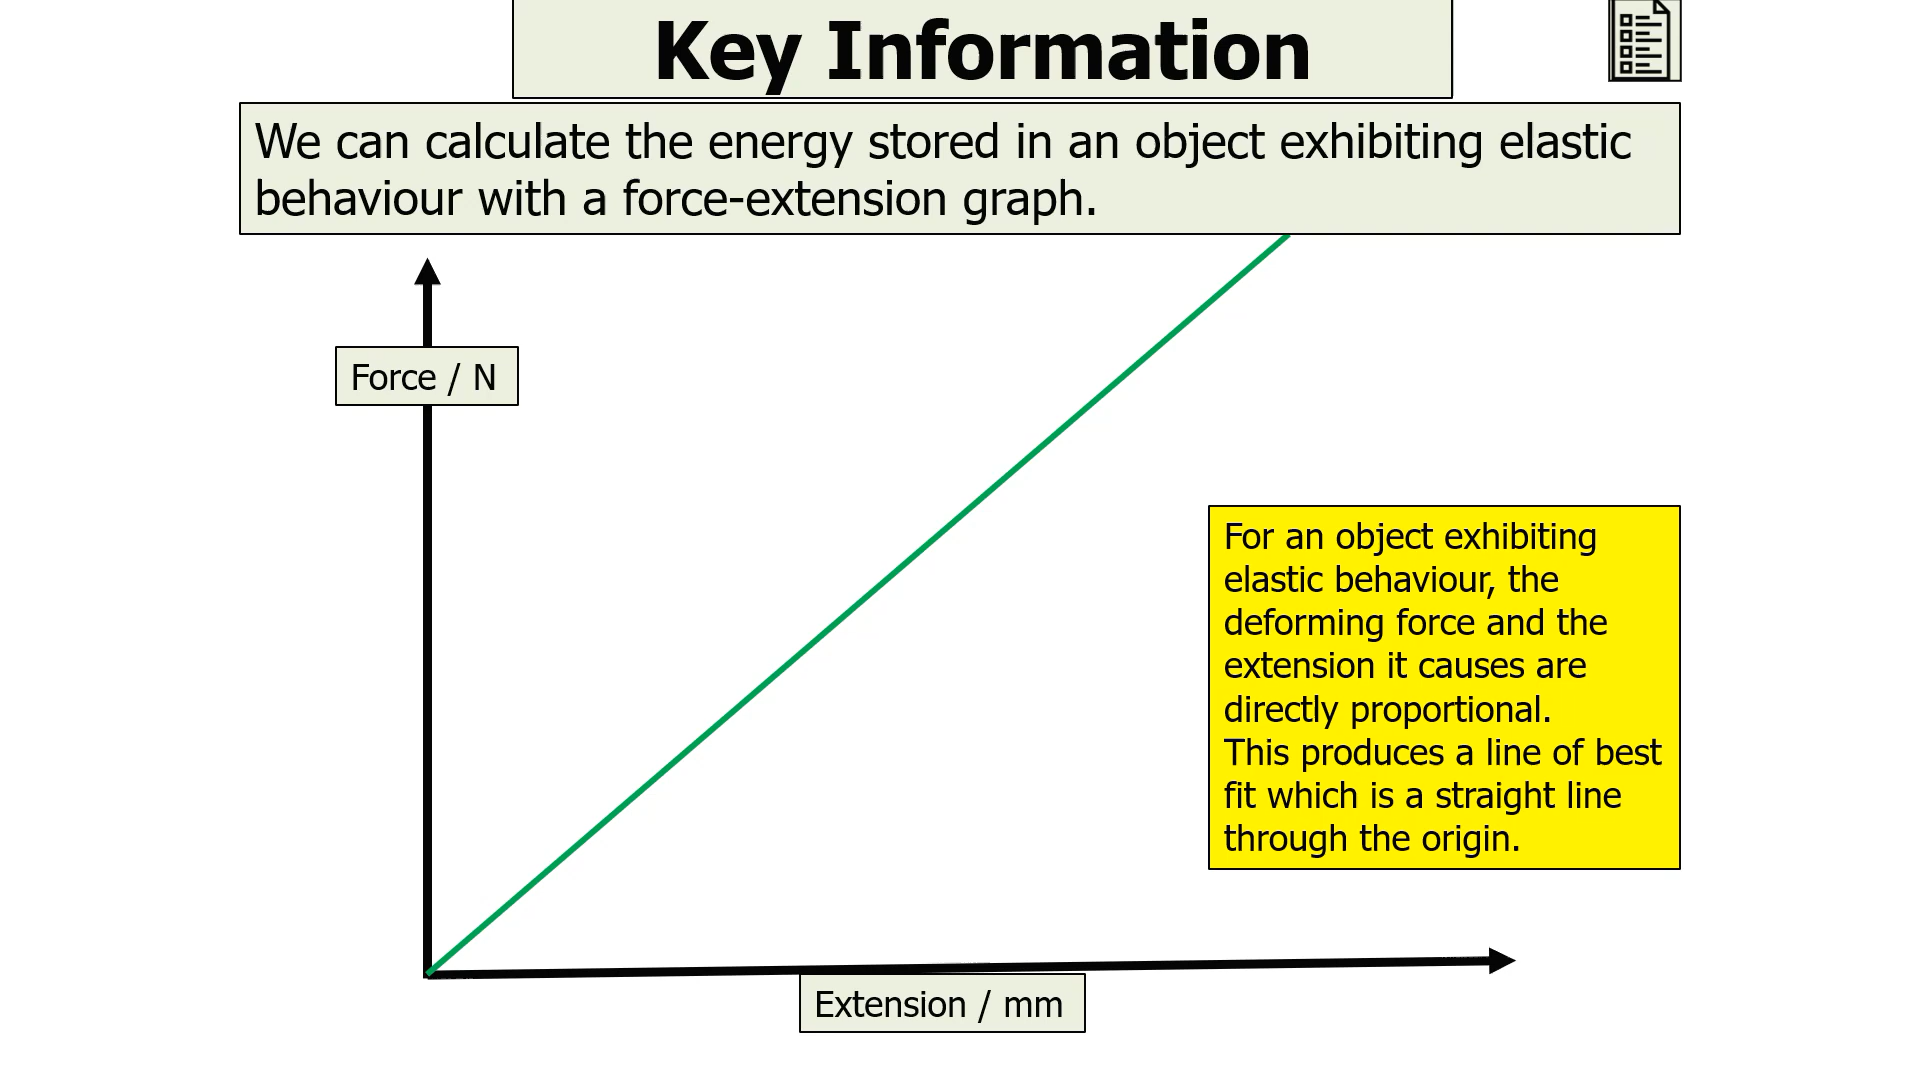 Key Information
We can calculate the energy stored in an object exhibiting elastic
behaviour with a force-extension graph.
Force / N
For an object exhibiting
elastic behaviour, the
deforming force and the
extension it causes are
directly proportional.
This produces a line of best
fit which is a straight line
through the origin.
Extension / mm